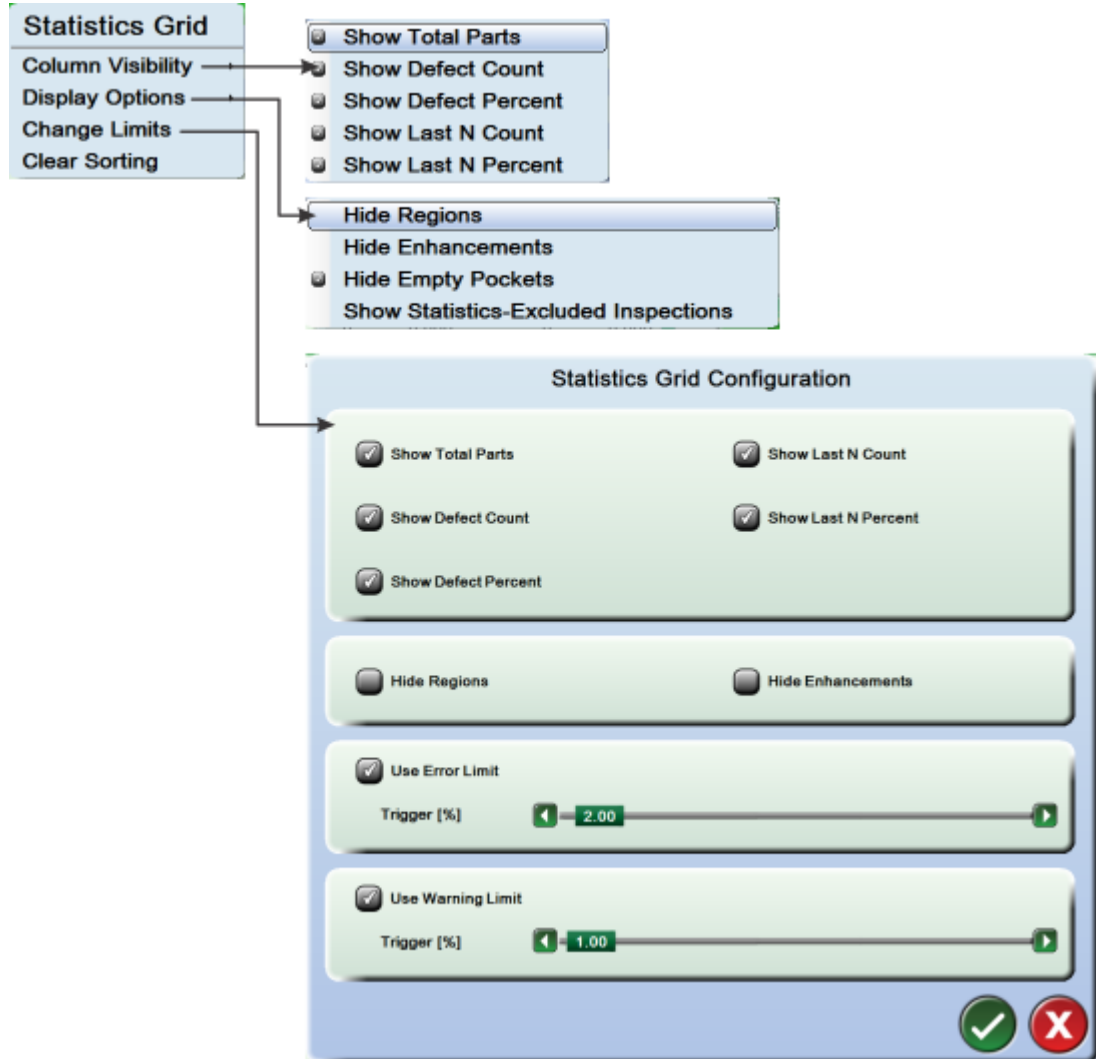 Statistics Grid
Column Visibility
Display Options
Change Limits
Clear Sorting
Show Total Parts
Show Defect Count
Show Defect Percent
Show Last N Count
Show Last N Percent
Hide Regions
Hide Enhancements
Hide Empty Pockets
Show Statistics-Excluded Inspections
Statistics Grid Configuration
Show Total Parts
Show Last N Count
Show Defect Count
Show Last N Percent
Show Defect Percent
Hide Regions
Hide Enhancements
Use Error Limit
Trigger [%]
2.00
Use Warning Limit
Trigger [%]
1.00